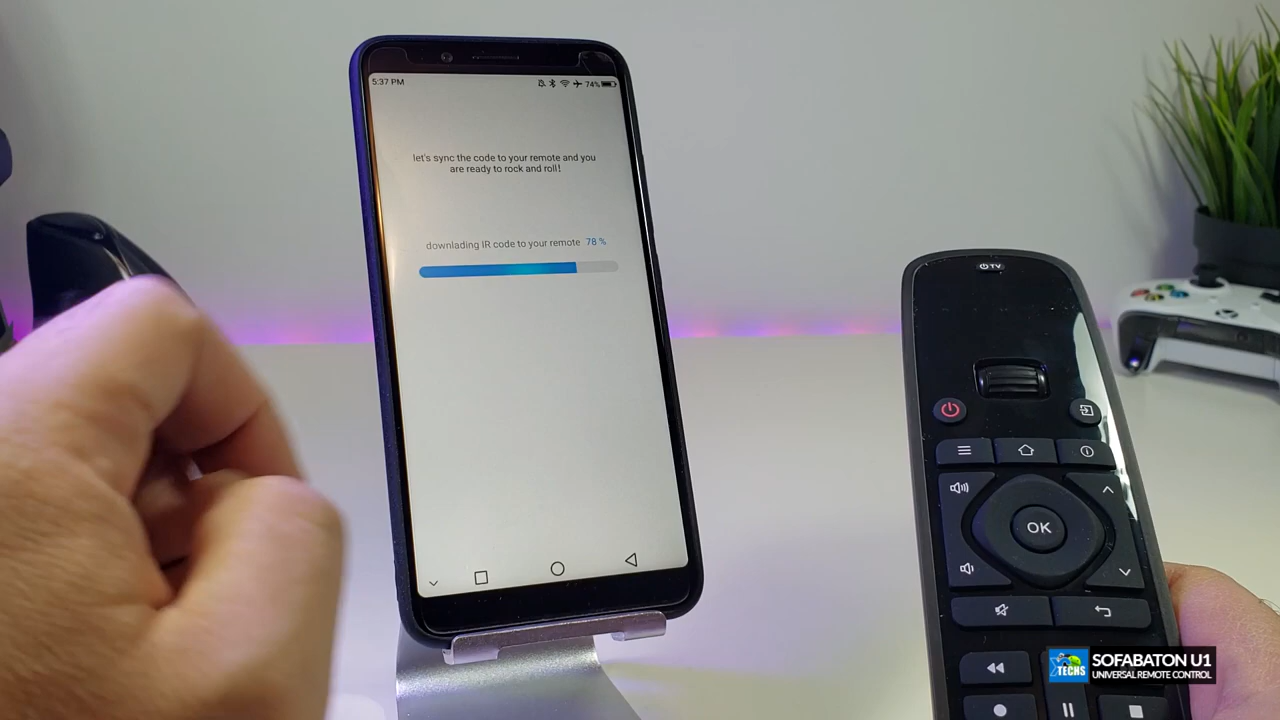 5:37 PM
74%
let's sync the code to your remote and you
are ready to rock and roll!
downlading IR code to your remote 78 %
TV
OK
TECHS
SOFABATON U1
UNIVERSAL REMOTE CONTROL